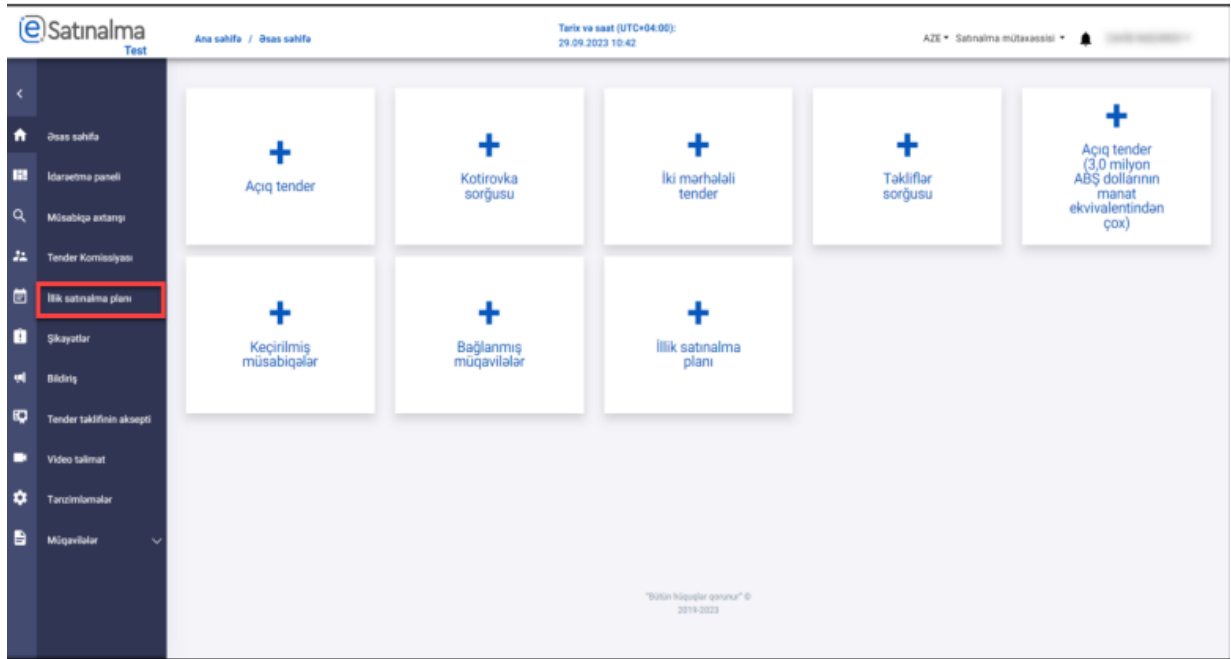 eSatınalma
Test
Ana səhifə / Əsas səhifə
Tarix və saat (UTC+04:00):
29.09.2023 10:42
AZE
Satınalma mütəxəssisi
Əsas səhifə
İdarəetmə paneli
Müsabiqə axtarışı
Tender Komissiyası
İllik satınalma planı
Şikayətlər
Bildiriş
Tender təklifinin aksepti
Video təlimat
Tənzimləmələr
Müqavilələr
Açıq tender
Kotirovka
sorğusu
İki mərhələli
tender
Təkliflər
sorğusu
Açıq tender
(3,0 milyon
ABŞ dollarının
manat
ekvivalentindən
çox)
Keçirilmiş
müsabiqələr
Bağlanmış
müqavilələr
İllik satınalma
planı
"Bütün hüquqlar qorunur" ©
2019-2023